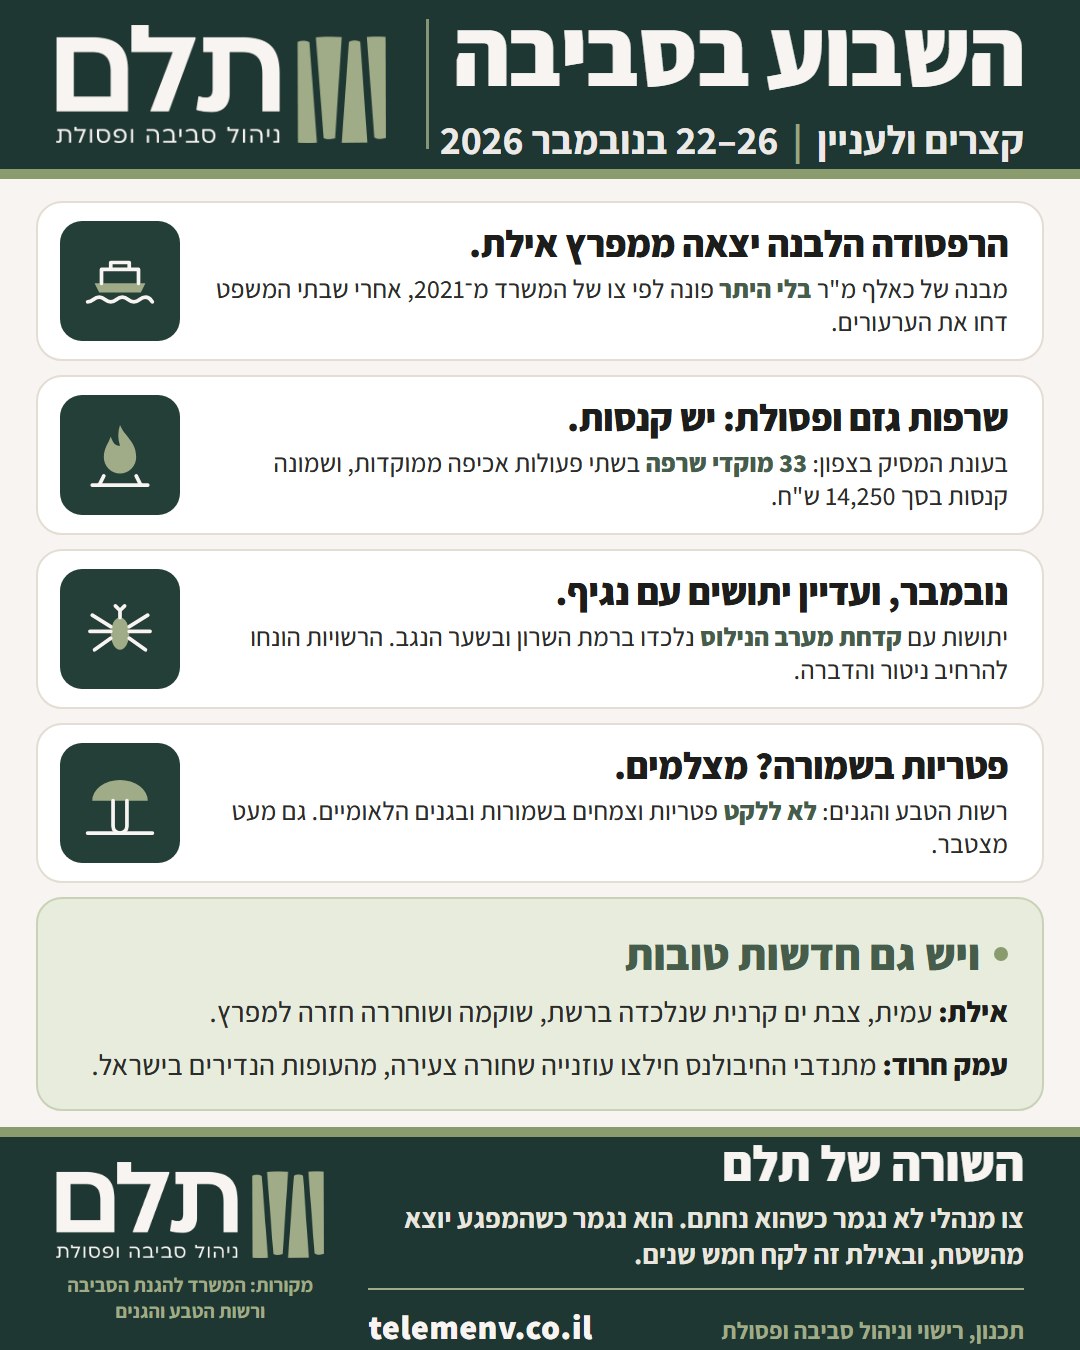 השבוע בסביבה
קצרים ולעניין | 22–26 בנובמבר 2026
תלם
ניהול סביבה ופסולת
הרפסודה הלבנה יצאה ממפרץ אילת.
מבנה של כאלף מ"ר בלי היתר פונה לפי צו של המשרד מ־2021, אחרי שבתי המשפט
דחו את הערעורים.
שרפות גזם ופסולת: יש קנסות.
בעונת המסיק בצפון: 33 מוקדי שרפה בשתי פעולות אכיפה ממוקדות, ושמונה
קנסות בסך 14,250 ש"ח.
נובמבר, ועדיין יתושים עם נגיף.
יתושות עם קדחת מערב הנילוס נלכדו ברמת השרון ובשער הנגב. הרשויות הונחו
להרחיב ניטור והדברה.
פטריות בשמורה? מצלמים.
רשות הטבע והגנים: לא ללקט פטריות וצמחים בשמורות ובגנים הלאומיים. גם מעט
מצטבר.
• ויש גם חדשות טובות
אילת: עמית, צבת ים קרנית שנלכדה ברשת, שוקמה ושוחררה חזרה למפרץ.
עמק חרוד: מתנדבי החיבולנס חילצו עוזנייה שחורה צעירה, מהעופות הנדירים בישראל.
השורה של תלם
צו מנהלי לא נגמר כשהוא נחתם. הוא נגמר כשהמפגע יוצא
מהשטח, ובאילת זה לקח חמש שנים.
תכנון, רישוי וניהול סביבה ופסולת
telemenv.co.il
תלם
ניהול סביבה ופסולת
מקורות: המשרד להגנת הסביבה
ורשות הטבע והגנים